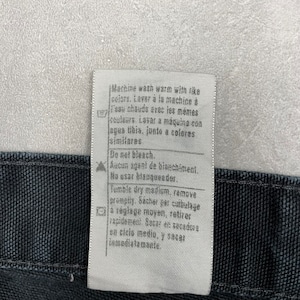 Machine wash warm with like
colors. Laver à la machine à
l'eau chaude avec les mêmes
couleurs. Lavar a máquina con
agua tibia, junto a colores
similares.
Do not bleach.
Aucun agent de blanchiment.
No usar blanqueador.
Tumble dry medium, remove
promptly. Sécher par culbutage
à réglage moyen, retirer
rapidement. Secar en secadora
en ciclo medio, y sacar
inmediatamente.